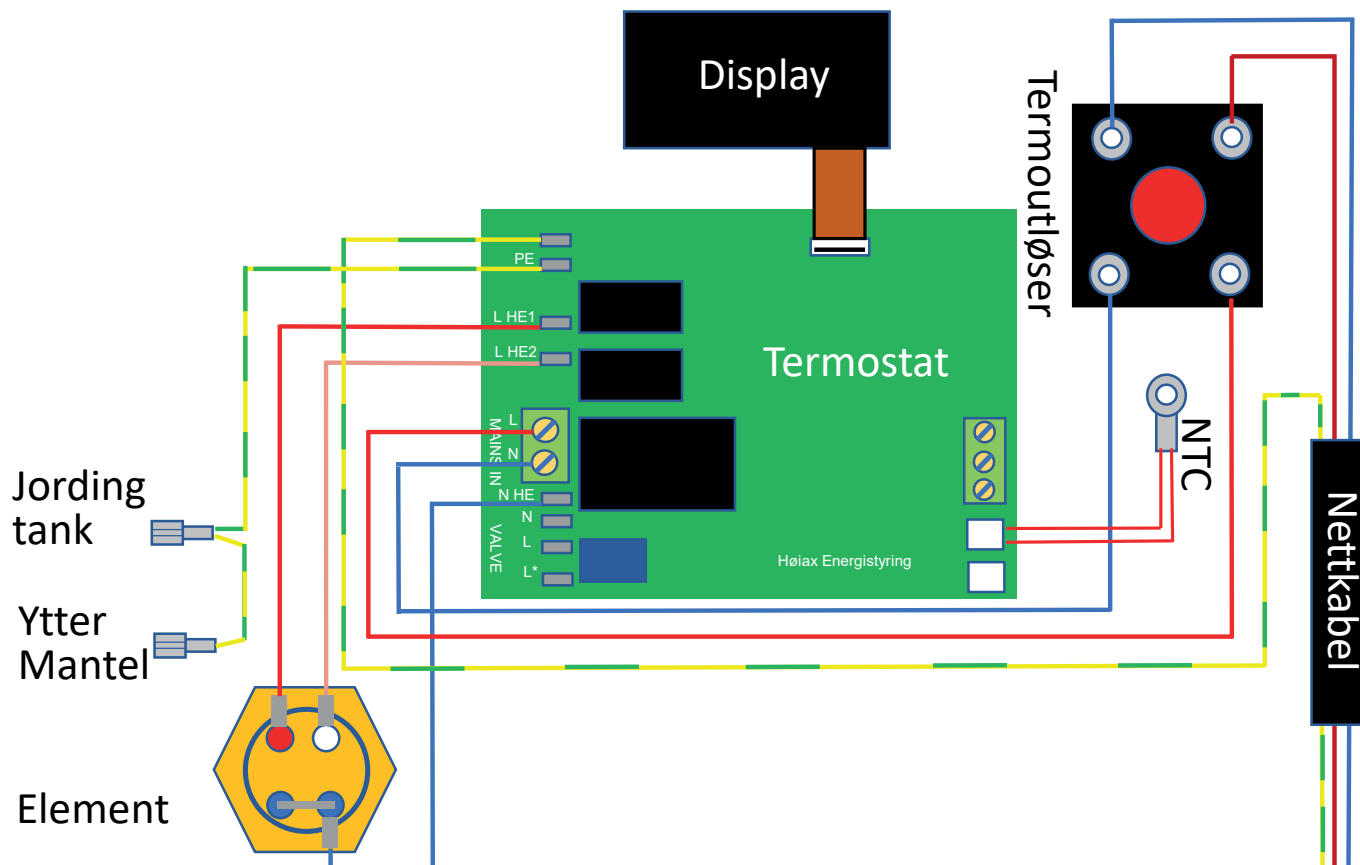 Display
Termoutløser
PE
L HE1
L HE2
Termostat
L
N
MAINS IN
N HE
N
L
L*
VALVE
Høiax Energistyring
NTC
Nettkabel
Jording
tank
Ytter
Mantel
Element